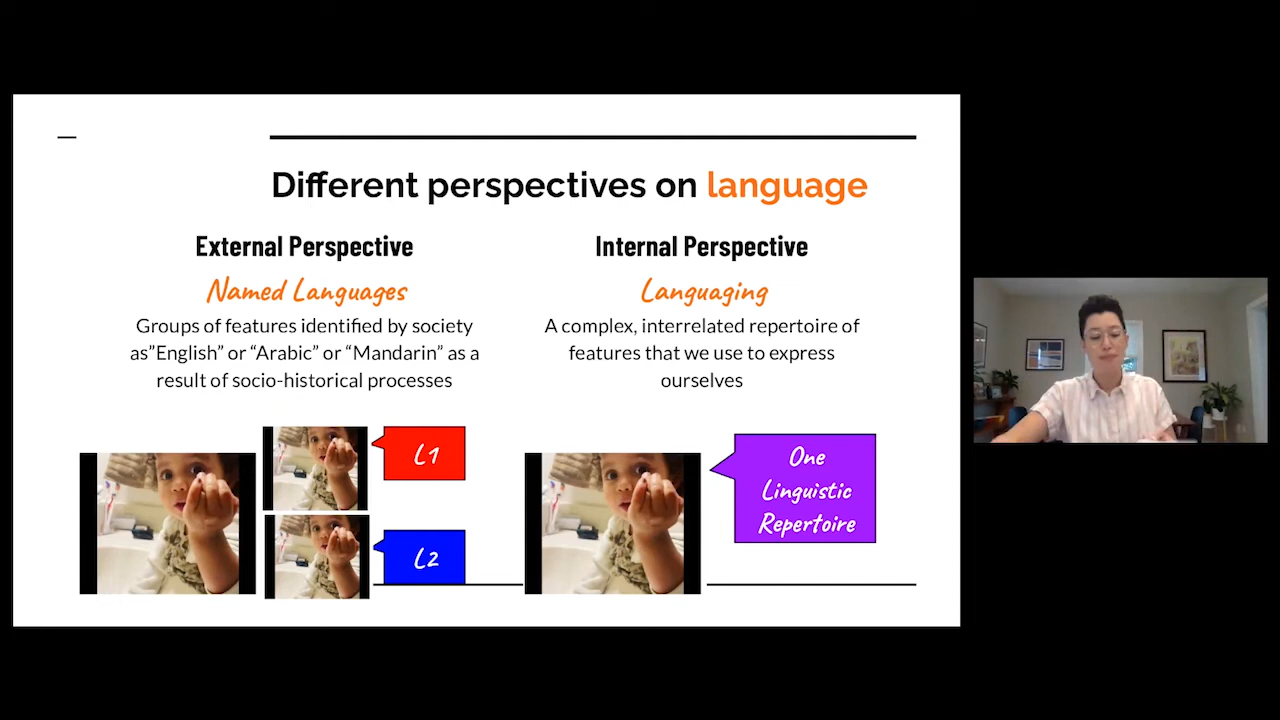 Different perspectives on language
External Perspective
Named Languages
Groups of features identified by society
as"English" or “Arabic” or “Mandarin” as a
result of socio-historical processes
L1
L2
Internal Perspective
Languaging
A complex, interrelated repertoire of
features that we use to express
ourselves
One
Linguistic
Repertoire